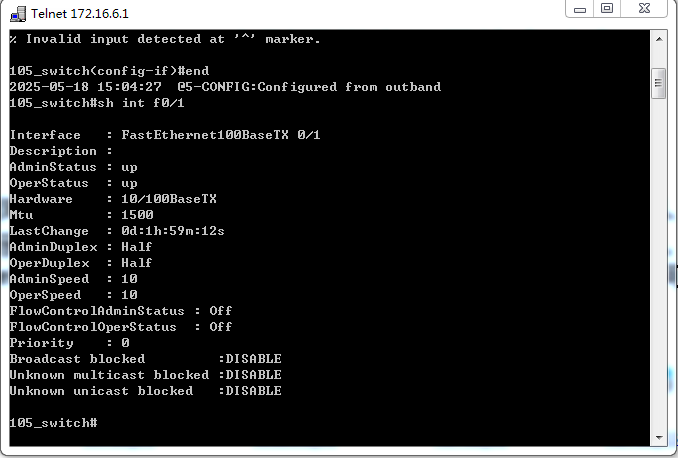 Telnet 172.16.6.1
% Invalid input detected at '^' marker.
105_switch(config-if)#end
2025-05-18 15:04:27  @5-CONFIG:Configured from outband
105_switch#sh int f0/1
Interface   : FastEthernet100BaseTX 0/1
Description :
AdminStatus : up
OperStatus  : up
Hardware    : 10/100BaseTX
Mtu         : 1500
LastChange  : 0d:1h:59m:12s
AdminDuplex : Half
OperDuplex  : Half
AdminSpeed  : 10
OperSpeed   : 10
FlowControlAdminStatus : Off
FlowControlOperStatus  : Off
Priority    : 0
Broadcast blocked         :DISABLE
Unknown multicast blocked :DISABLE
Unknown unicast blocked   :DISABLE
105_switch#